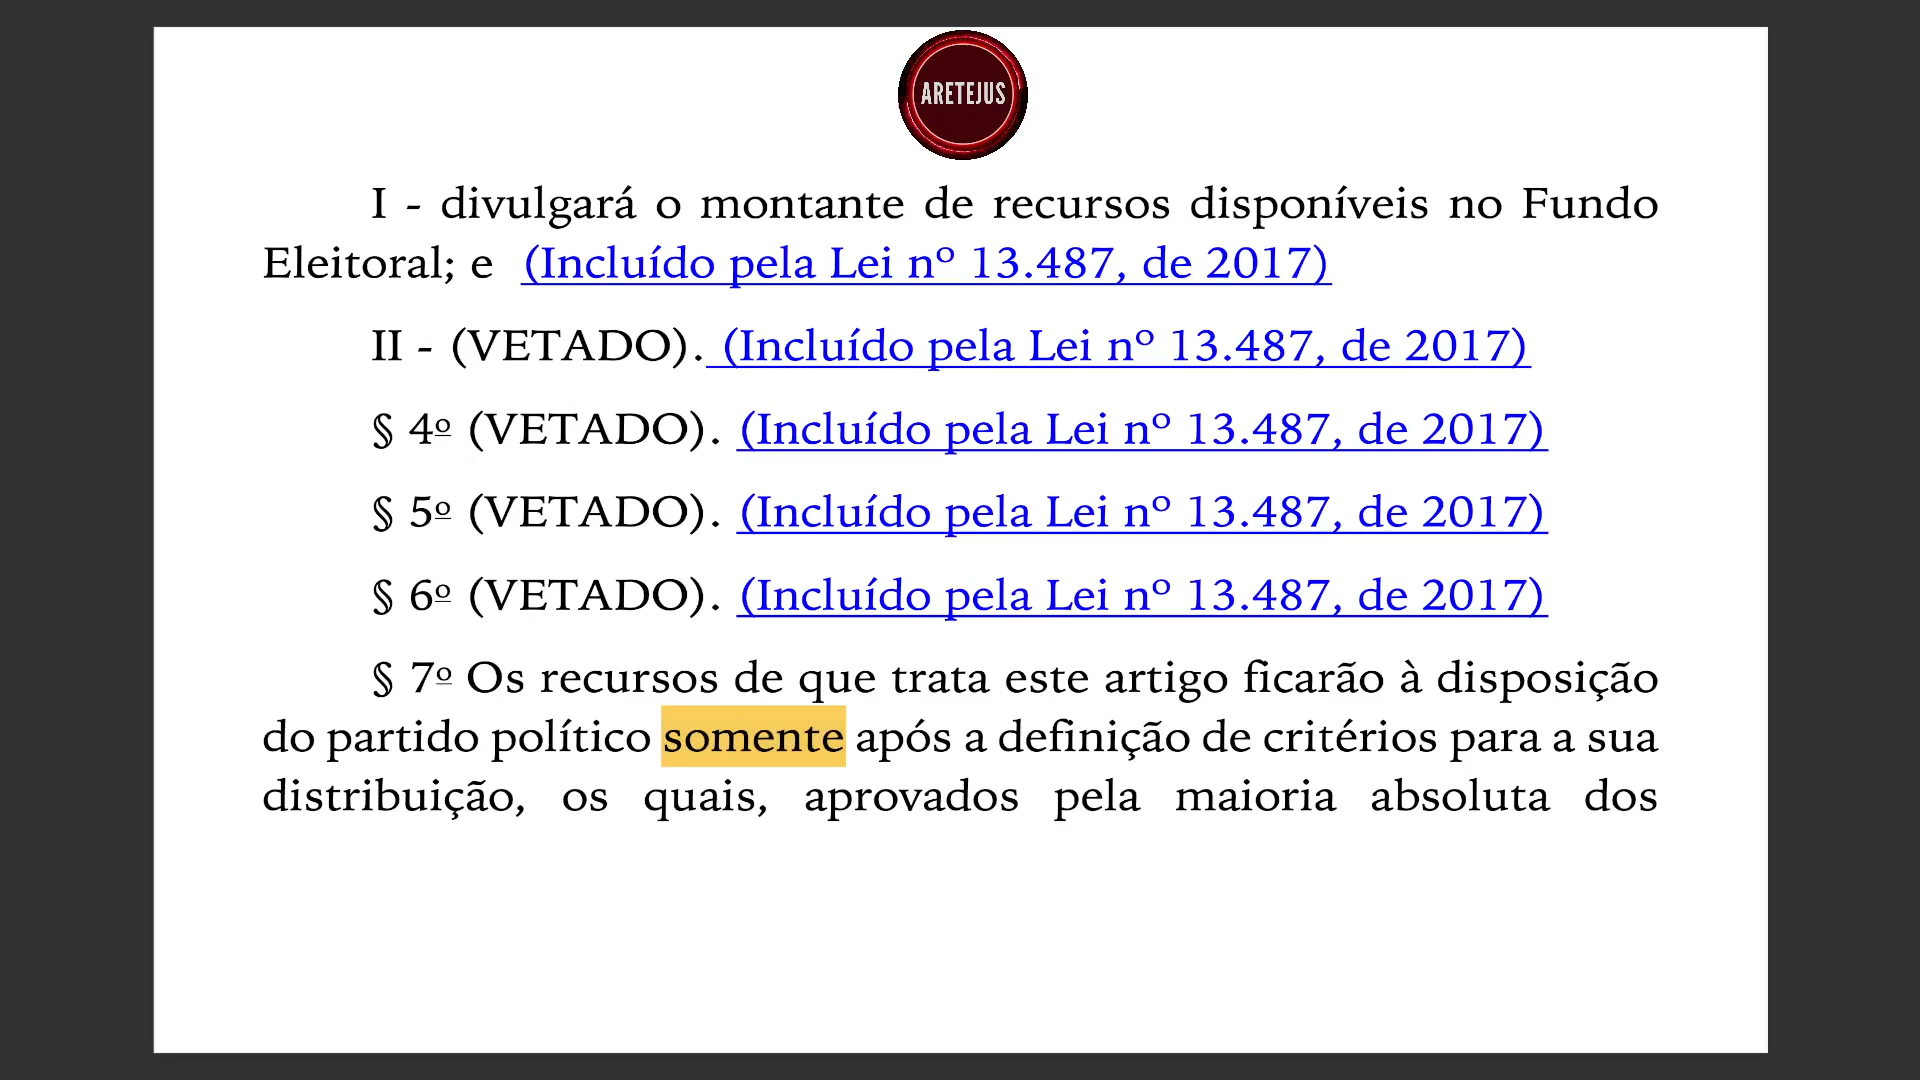 ARETEJUS
I - divulgará o montante de recursos disponíveis no Fundo
Eleitoral; e (Incluído pela Lei nº 13.487, de 2017)
II - (VETADO). (Incluído pela Lei nº 13.487, de 2017)
§ 4º (VETADO). (Incluído pela Lei nº 13.487, de 2017)
§ 5º (VETADO). (Incluído pela Lei nº 13.487, de 2017)
§ 6º (VETADO). (Incluído pela Lei nº 13.487, de 2017)
§ 7º Os recursos de que trata este artigo ficarão à disposição
do partido político somente após a definição de critérios para a sua
distribuição, os quais, aprovados pela maioria absoluta dos